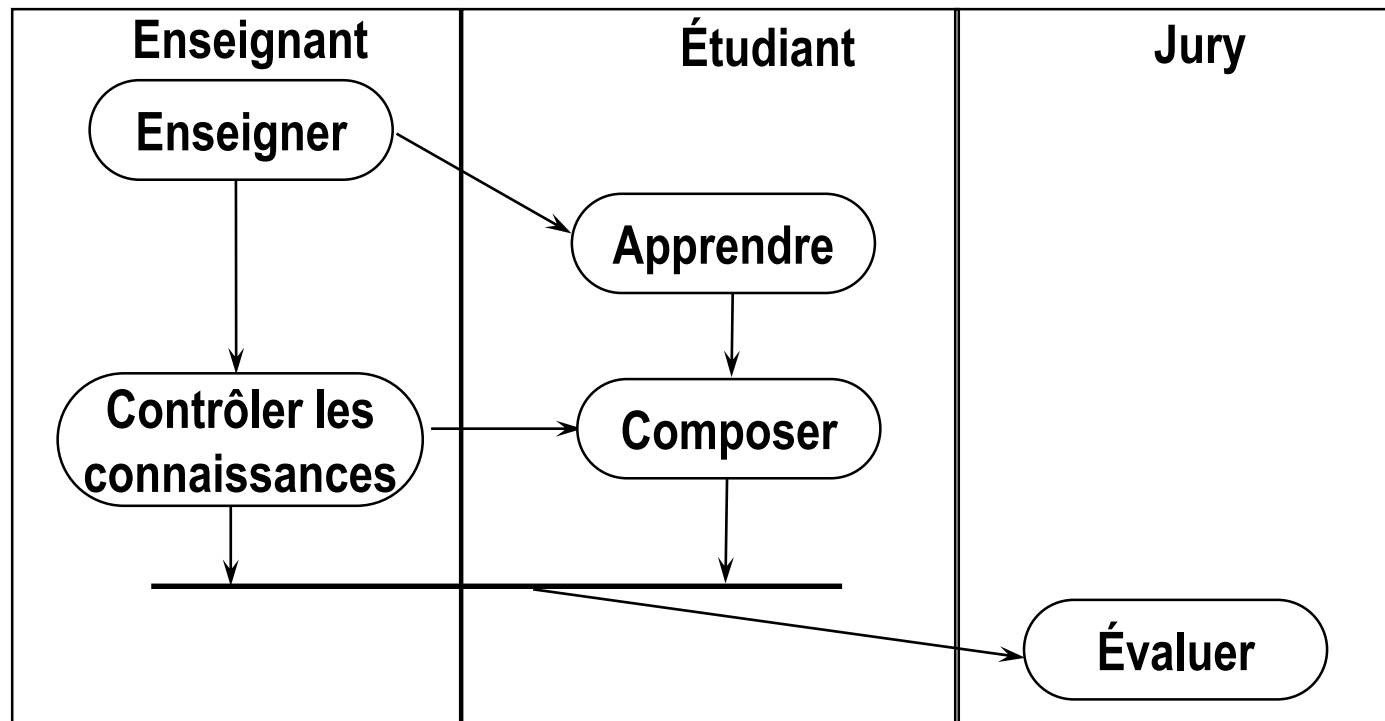 Enseignant
Étudiant
Jury
Enseigner
Apprendre
Contrôler les
connaissances
Composer
Évaluer